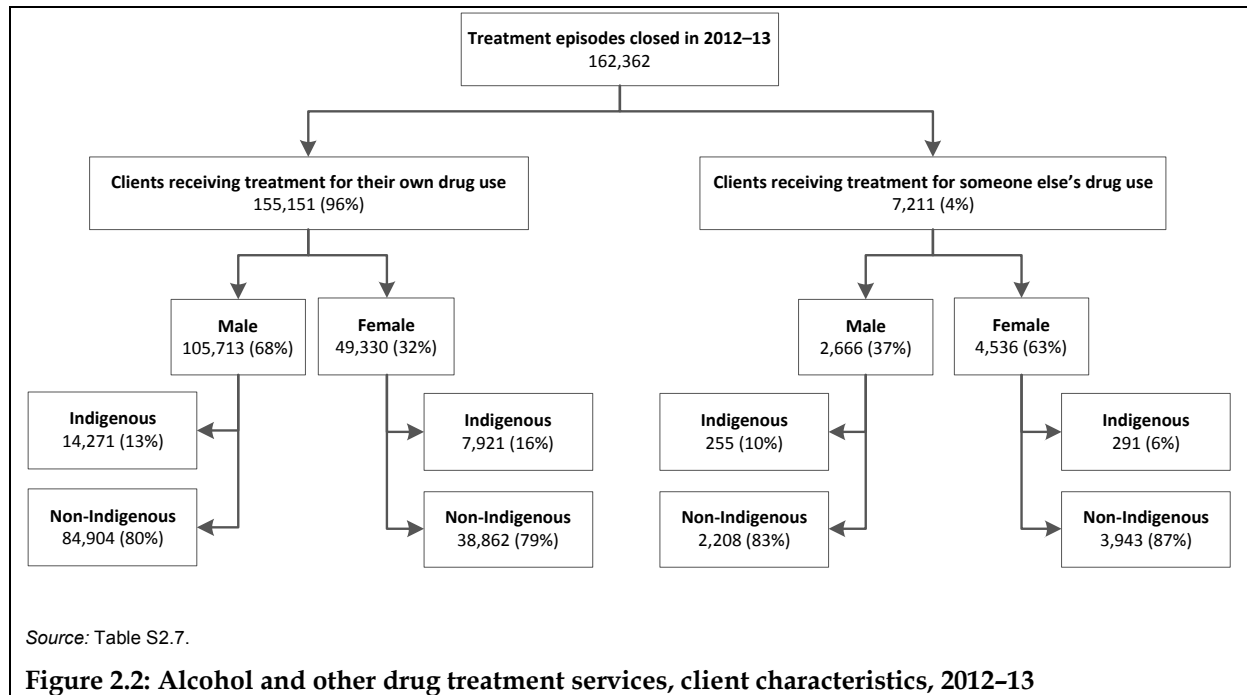 Treatment episodes closed in 2012–13
162,362
Clients receiving treatment for their own drug use
155,151 (96%)
Clients receiving treatment for someone else's drug use
7,211 (4%)
Male
105,713 (68%)
Female
49,330 (32%)
Male
2,666 (37%)
Female
4,536 (63%)
Indigenous
14,271 (13%)
Indigenous
7,921 (16%)
Indigenous
255 (10%)
Indigenous
291 (6%)
Non-Indigenous
84,904 (80%)
Non-Indigenous
38,862 (79%)
Non-Indigenous
2,208 (83%)
Non-Indigenous
3,943 (87%)
Source: Table S2.7.
Figure 2.2: Alcohol and other drug treatment services, client characteristics, 2012–13